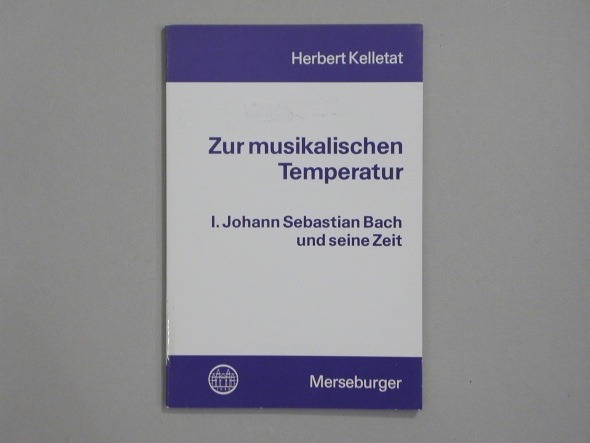 Herbert Kelletat
Zur musikalischen
Temperatur
I. Johann Sebastian Bach
und seine Zeit
Merseburger